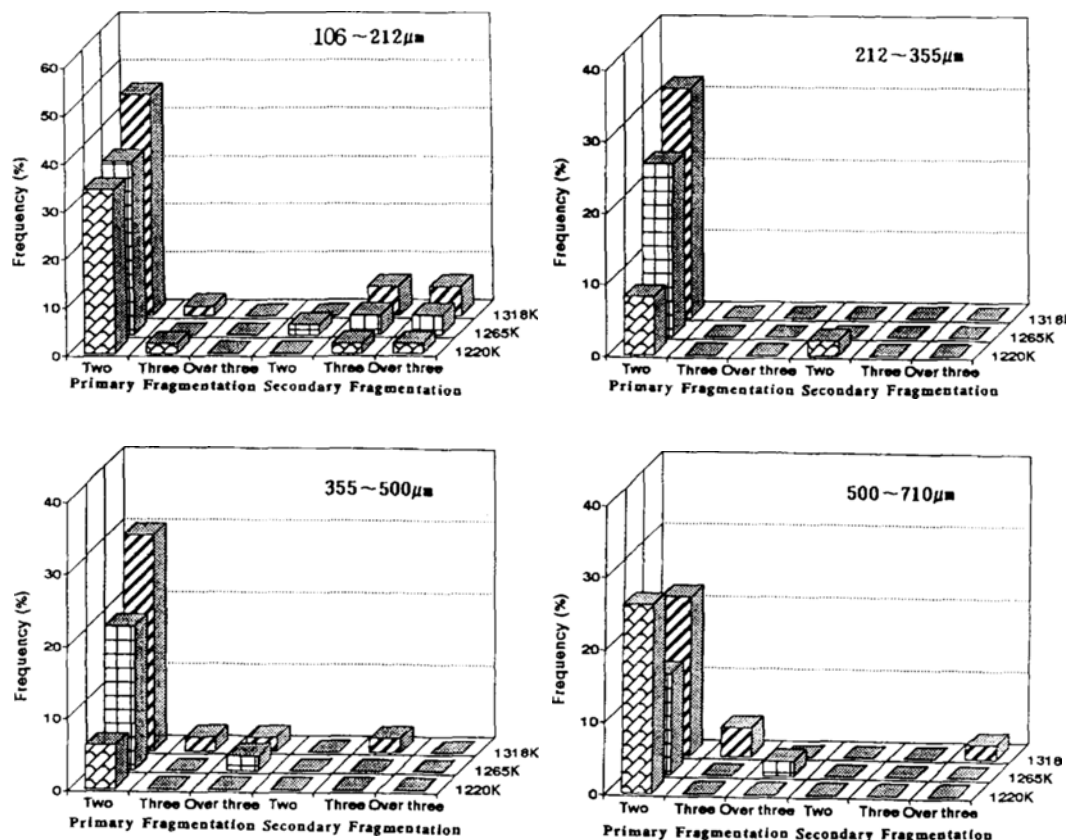 106~212μm
Frequency (%)
60
50
40
30
20
10
0
1318K
1265K
1220K
Two Three Over three Two Three Over three
Primary Fragmentation Secondary Fragmentation
212~355μm
Frequency (%)
40
30
20
10
0
1318K
1265K
1220K
Two Three Over three Two Three Over three
Primary Fragmentation Secondary Fragmentation
355~500μm
Frequency (%)
40
30
20
10
0
1318K
1265K
1220K
Two Three Over three Two Three Over three
Primary Fragmentation Secondary Fragmentation
500~710μm
Frequency (%)
40
30
20
10
0
1318
1265K
1220K
Two Three Over three Two Three Over three
Primary Fragmentation Secondary Fragmentation